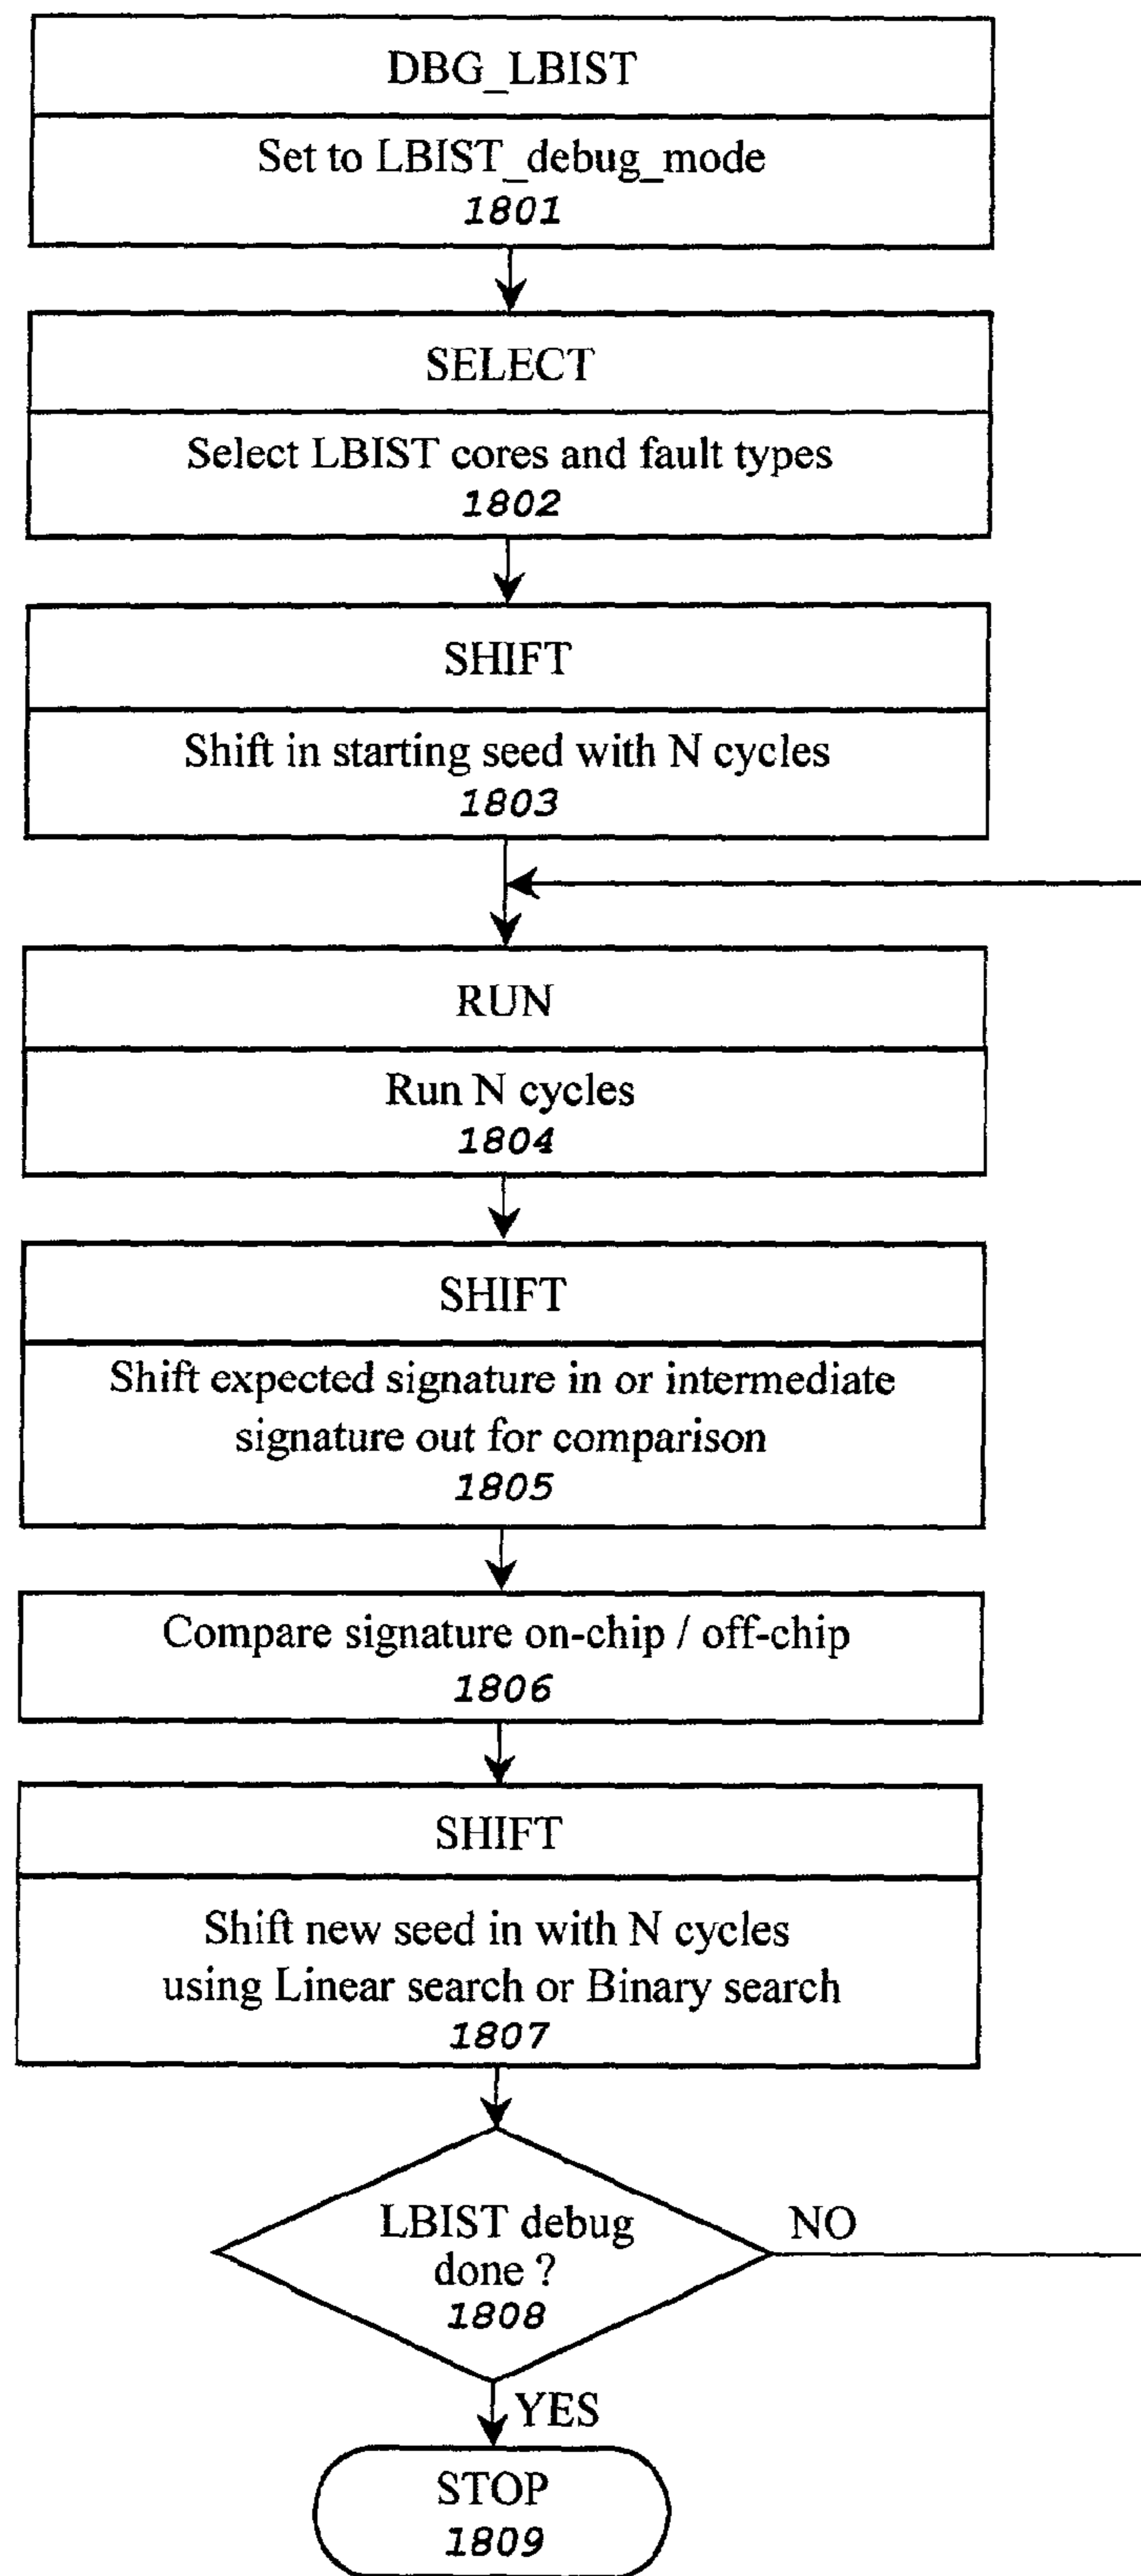 DBG_LBIST
Set to LBIST_debug_mode
1801
SELECT
Select LBIST cores and fault types
1802
SHIFT
Shift in starting seed with N cycles
1803
RUN
Run N cycles
1804
SHIFT
Shift expected signature in or intermediate
signature out for comparison
1805
Compare signature on-chip / off-chip
1806
SHIFT
Shift new seed in with N cycles
using Linear search or Binary search
1807
LBIST debug
done ?
1808
NO
YES
STOP
1809